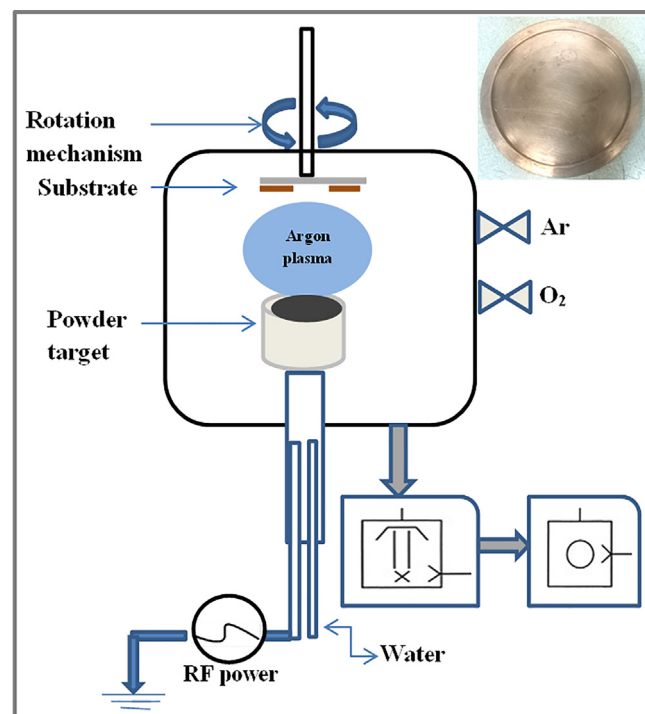 Rotation
mechanism
Substrate
Argon
plasma
Ar
O₂
Powder
target
RF power
Water